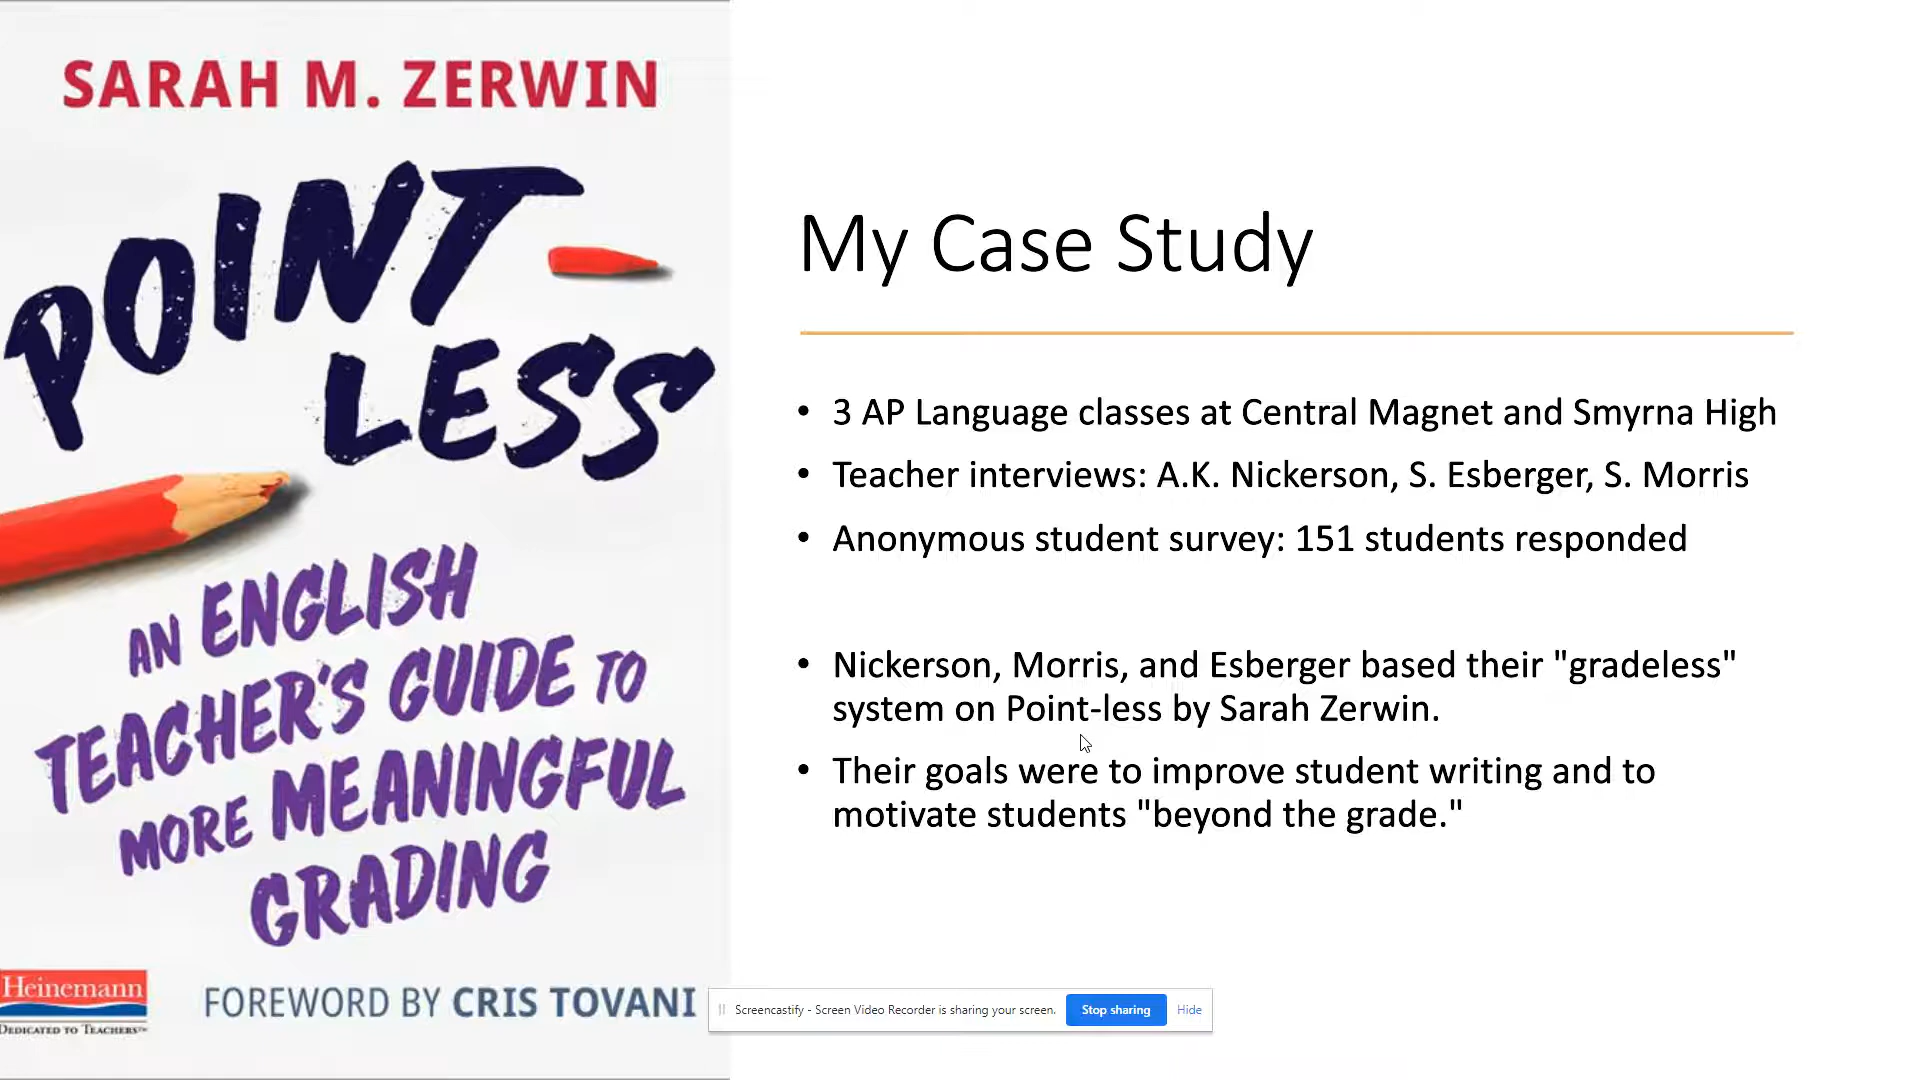 SARAH M. ZERWIN
POINT-
LESS
AN ENGLISH
TEACHER'S GUIDE TO
MORE MEANINGFUL
GRADING
Heinemann
DEDICATED TO TEACHERS™
FOREWORD BY CRIS TOVANI
My Case Study
• 3 AP Language classes at Central Magnet and Smyrna High
• Teacher interviews: A.K. Nickerson, S. Esberger, S. Morris
• Anonymous student survey: 151 students responded
• Nickerson, Morris, and Esberger based their "gradeless"
system on Point-less by Sarah Zerwin.
• Their goals were to improve student writing and to
motivate students "beyond the grade."
Screencastify - Screen Video Recorder is sharing your screen. Stop sharing Hide